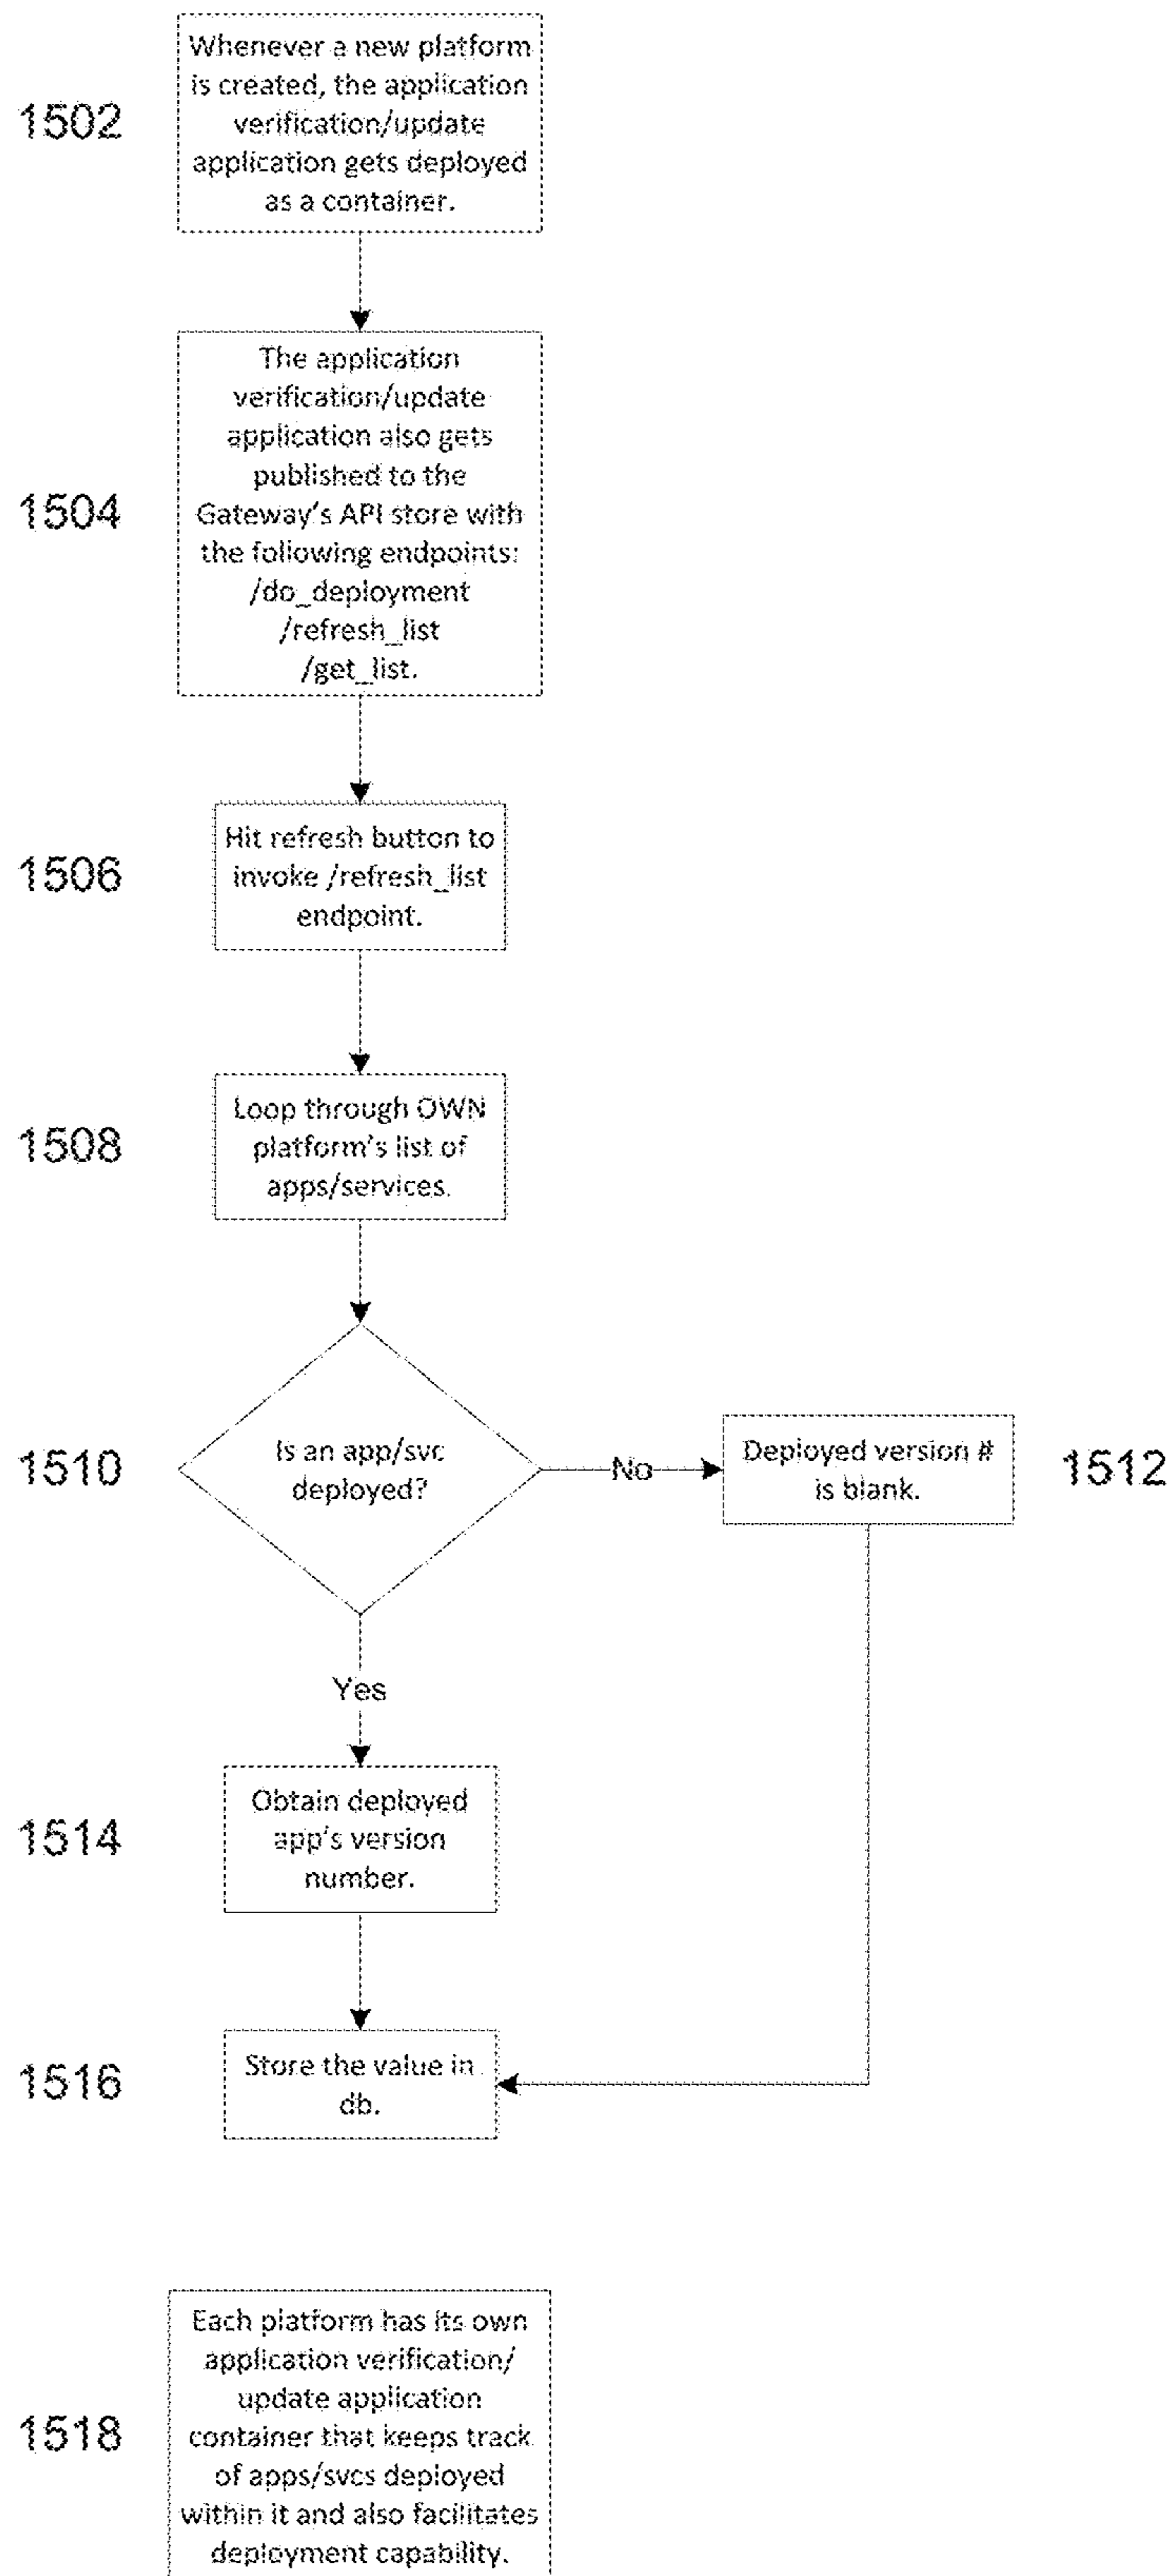 1502
Whenever a new platform
is created, the application
verification/update
application gets deployed
as a container.
1504
The application
verification/update
application also gets
published to the
Gateway's API store with
the following endpoints:
/do_deployment
/refresh_list
/get_list.
1506
Hit refresh button to
invoke /refresh_list
endpoint.
1508
Loop through OWN
platform's list of
apps/services.
1510
Is an app/svc
deployed?
No
Deployed version #
is blank.
1512
Yes
1514
Obtain deployed
app's version
number.
1516
Store the value in
db.
1518
Each platform has its own
application verification/
update application
container that keeps track
of apps/svcs deployed
within it and also facilitates
deployment capability.